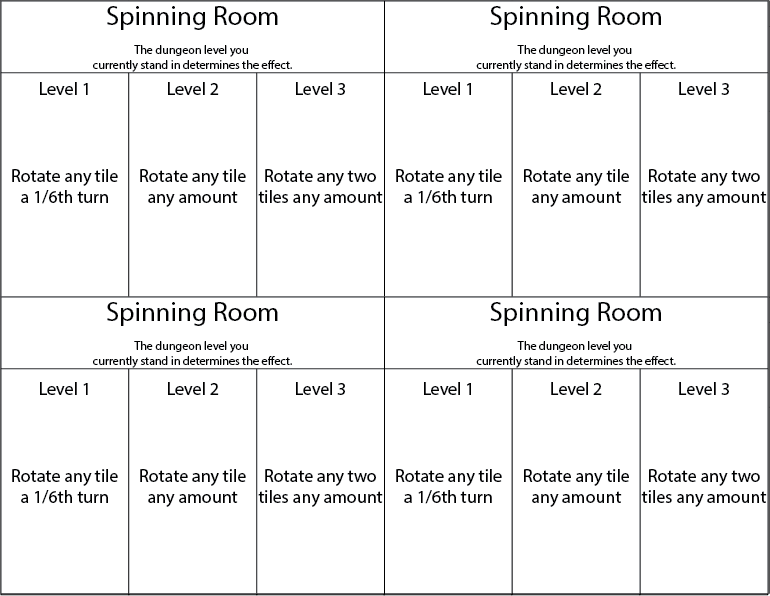 Spinning Room
The dungeon level you
currently stand in determines the effect.
Level 1
Rotate any tile
a 1/6th turn
Level 2
Rotate any tile
any amount
Level 3
Rotate any two
tiles any amount
Spinning Room
The dungeon level you
currently stand in determines the effect.
Level 1
Rotate any tile
a 1/6th turn
Level 2
Rotate any tile
any amount
Level 3
Rotate any two
tiles any amount
Spinning Room
The dungeon level you
currently stand in determines the effect.
Level 1
Rotate any tile
a 1/6th turn
Level 2
Rotate any tile
any amount
Level 3
Rotate any two
tiles any amount
Spinning Room
The dungeon level you
currently stand in determines the effect.
Level 1
Rotate any tile
a 1/6th turn
Level 2
Rotate any tile
any amount
Level 3
Rotate any two
tiles any amount